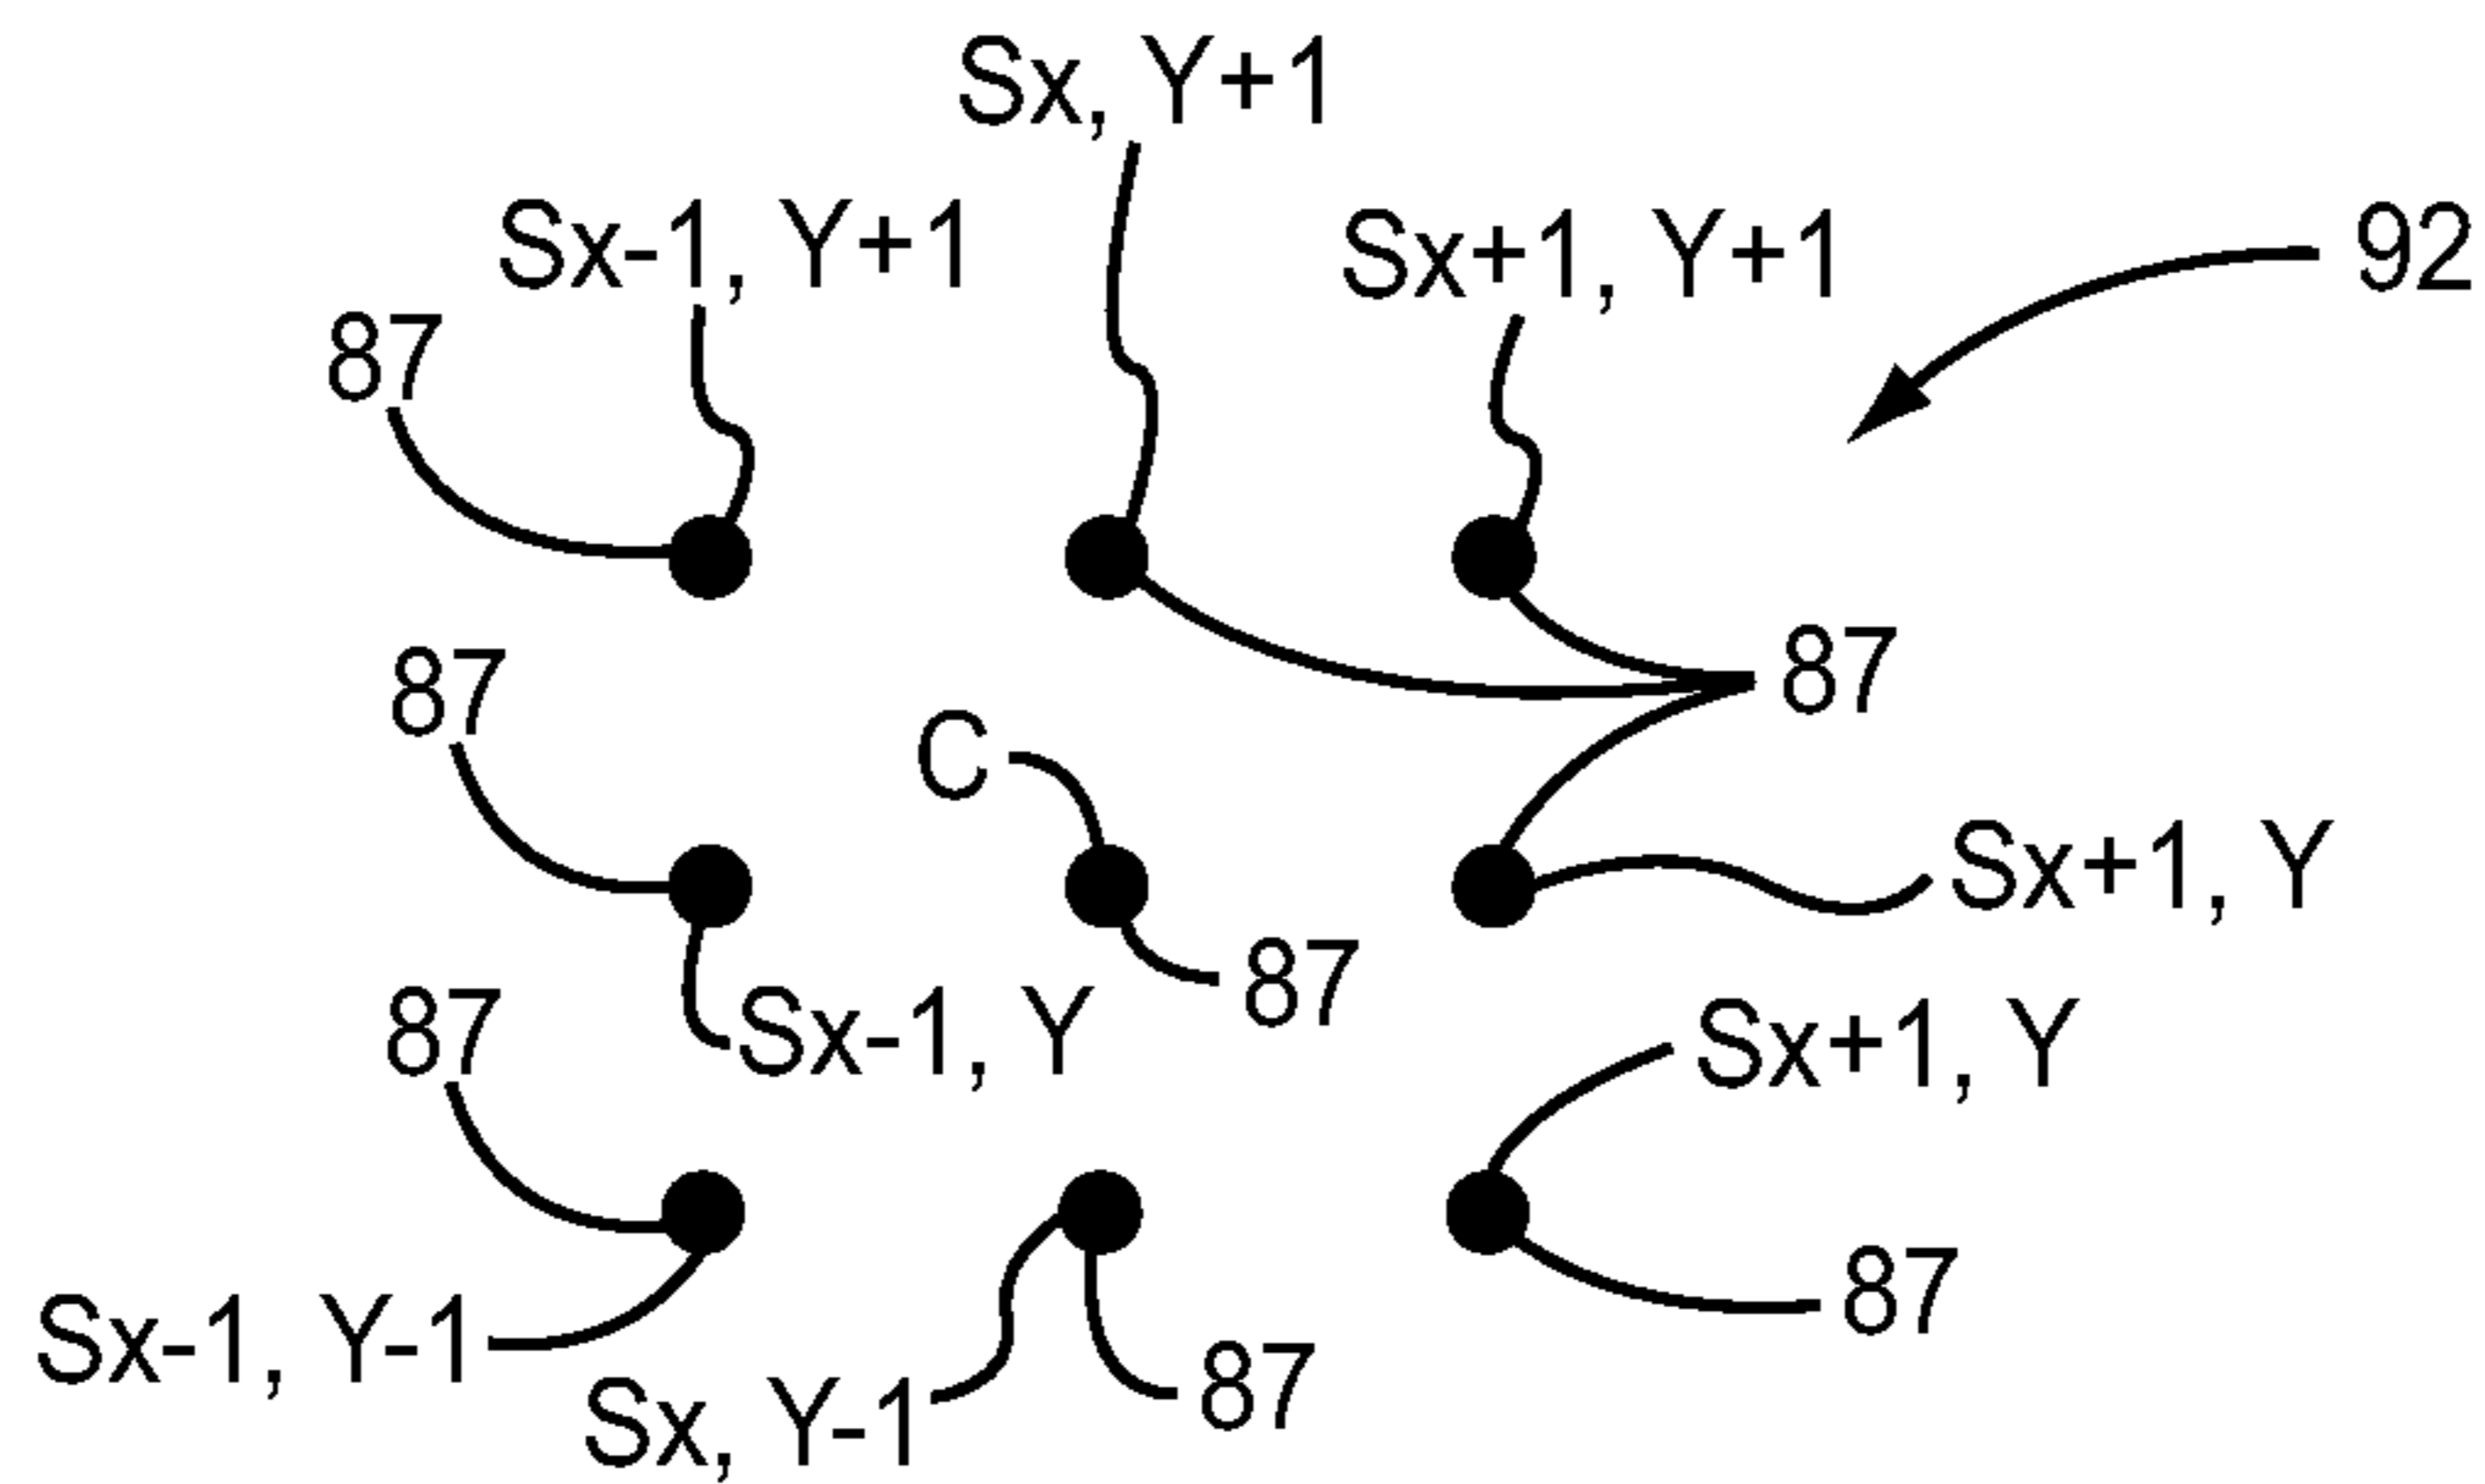 Sx, Y+1
Sx-1, Y+1
Sx+1, Y+1
92
87
87
87
C
Sx+1, Y
87
87
Sx-1, Y
Sx+1, Y
87
Sx-1, Y-1
87
Sx, Y-1